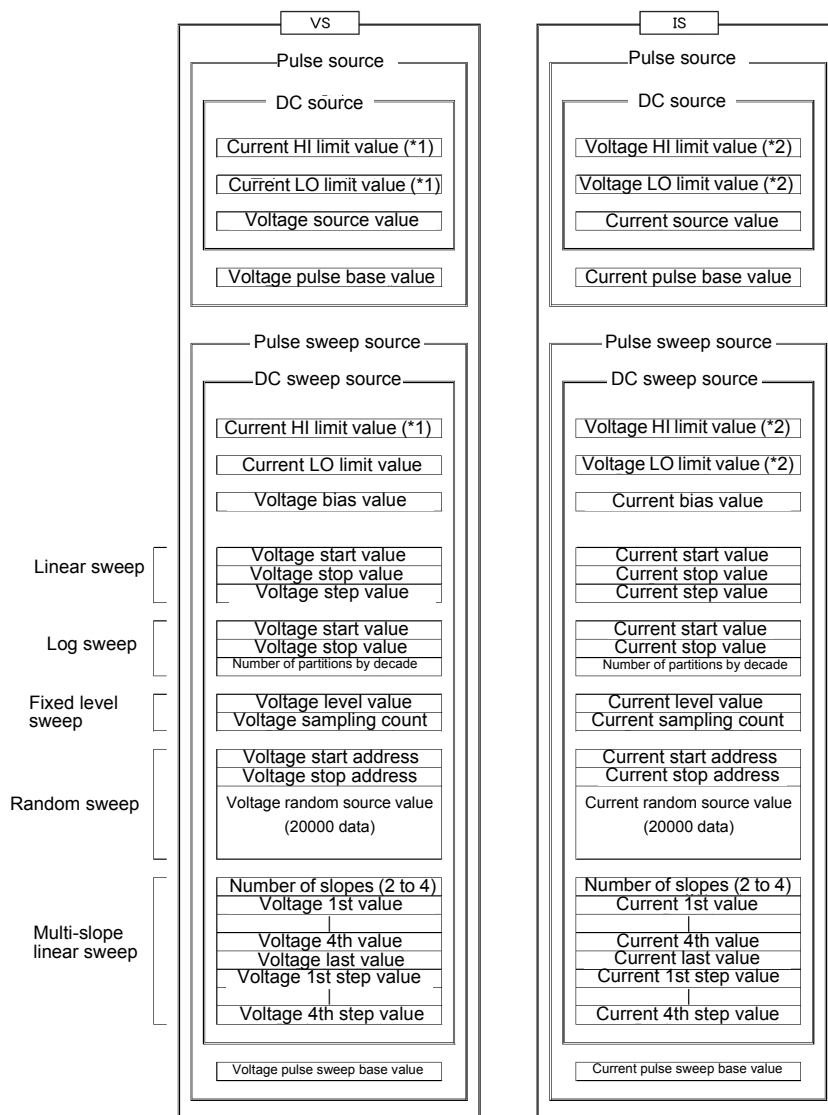 VS
Pulse source
DC source
Current HI limit value (*1)
Current LO limit value (*1)
Voltage source value
Voltage pulse base value
Pulse sweep source
DC sweep source
Current HI limit value (*1)
Current LO limit value
Voltage bias value
Linear sweep
Voltage start value
Voltage stop value
Voltage step value
Log sweep
Voltage start value
Voltage stop value
Number of partitions by decade
Fixed level
sweep
Voltage level value
Voltage sampling count
Random sweep
Voltage start address
Voltage stop address
Voltage random source value
(20000 data)
Multi-slope
linear sweep
Number of slopes (2 to 4)
Voltage 1st value
|
Voltage 4th value
Voltage last value
Voltage 1st step value
|
Voltage 4th step value
Voltage pulse sweep base value
IS
Pulse source
DC source
Voltage HI limit value (*2)
Voltage LO limit value (*2)
Current source value
Current pulse base value
Pulse sweep source
DC sweep source
Voltage HI limit value (*2)
Voltage LO limit value (*2)
Current bias value
Current start value
Current stop value
Current step value
Current start value
Current stop value
Number of partitions by decade
Current level value
Current sampling count
Current start address
Current stop address
Current random source value
(20000 data)
Number of slopes (2 to 4)
Current 1st value
|
Current 4th value
Current last value
Current 1st step value
|
Current 4th step value
Current pulse sweep base value